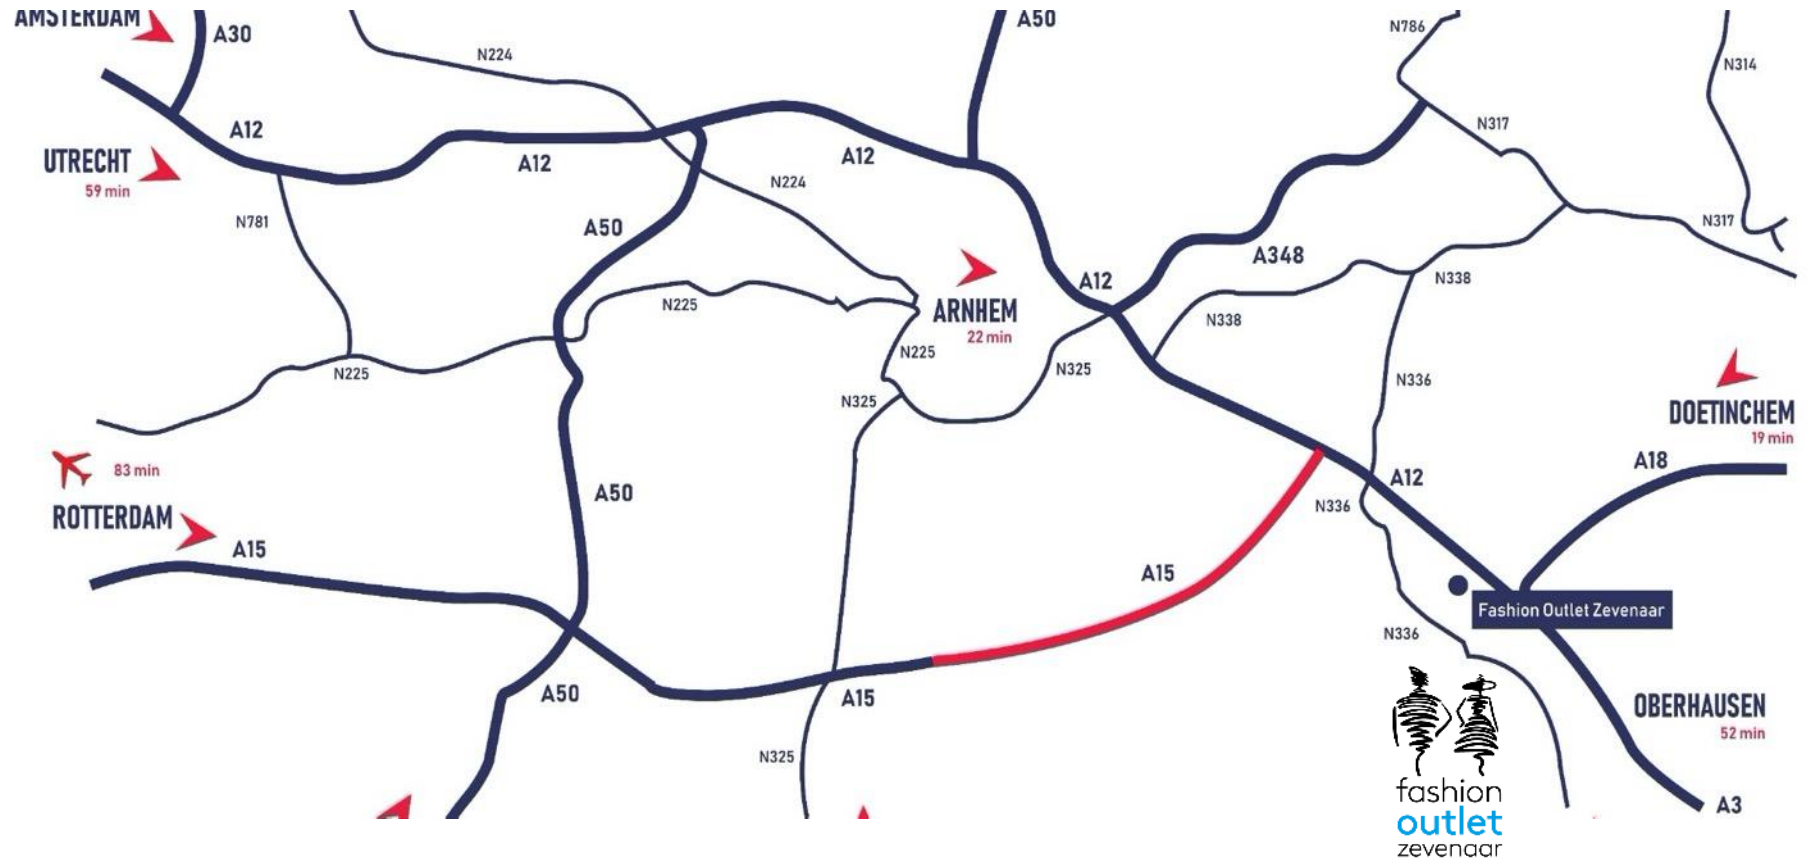 AMSTERDAM
A30
A50
N786
N224
N314
A12
N317
UTRECHT
59 min
A12
A12
N224
N781
A50
N317
A348
A12
N338
ARNHEM
22 min
N225
N338
N225
N325
N225
N336
N325
DOETINCHEM
19 min
A18
83 min
A12
A50
N336
ROTTERDAM
A15
A15
Fashion Outlet Zevenaar
N336
A50
A15
OBERHAUSEN
52 min
N325
A3
fashion
outlet
zevenaar